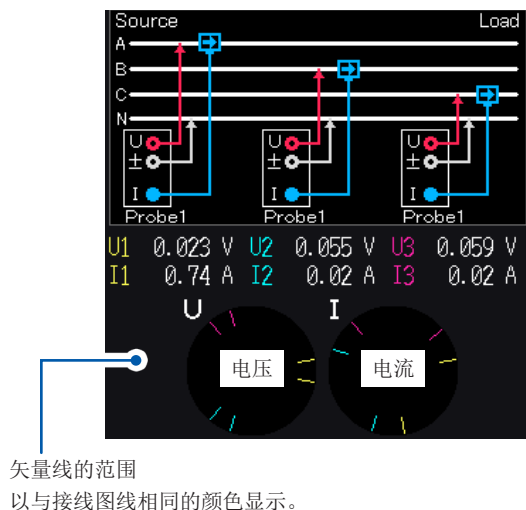 Source Load
A
B
C
N
U U U
± ± ±
I I I
Probe1 Probe1 Probe1
U1 0.023 V U2 0.055 V U3 0.059 V
I1 0.74 A I2 0.02 A I3 0.02 A
U I
电压 电流
矢量线的范围
以与接线图线相同的颜色显示。